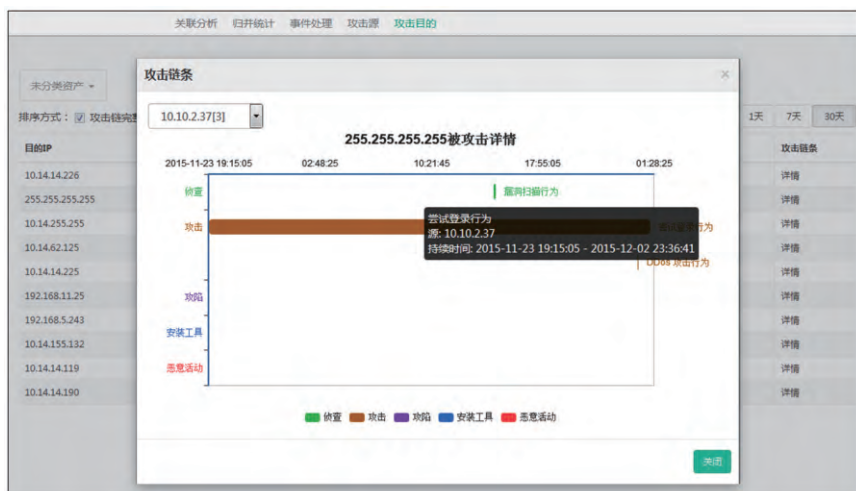 关联分析 归并统计 事件处理 攻击源 攻击目的
未分类资产
攻击链条 ×
排序方式： 攻击链完整 1天 7天 30天
10.10.2.37[3]
255.255.255.255被攻击详情
目的IP 攻击链条
2015-11-23 19:15:05 02:48:25 10:21:45 17:55:05 01:28:25
10.14.14.226 详情
侦查 漏洞扫描行为
255.255.255.255 详情
尝试登录行为
10.14.255.255 攻击 尝试登录行为 详情
源: 10.10.2.37
持续时间: 2015-11-23 19:15:05 - 2015-12-02 23:36:41
10.14.62.125 详情
DDos 攻击行为
10.14.14.225 详情
192.168.11.25 攻陷 详情
192.168.5.243 详情
安装工具
10.14.155.132 详情
10.14.14.119 恶意活动 详情
10.14.14.190 详情
侦查 攻击 攻陷 安装工具 恶意活动
关闭